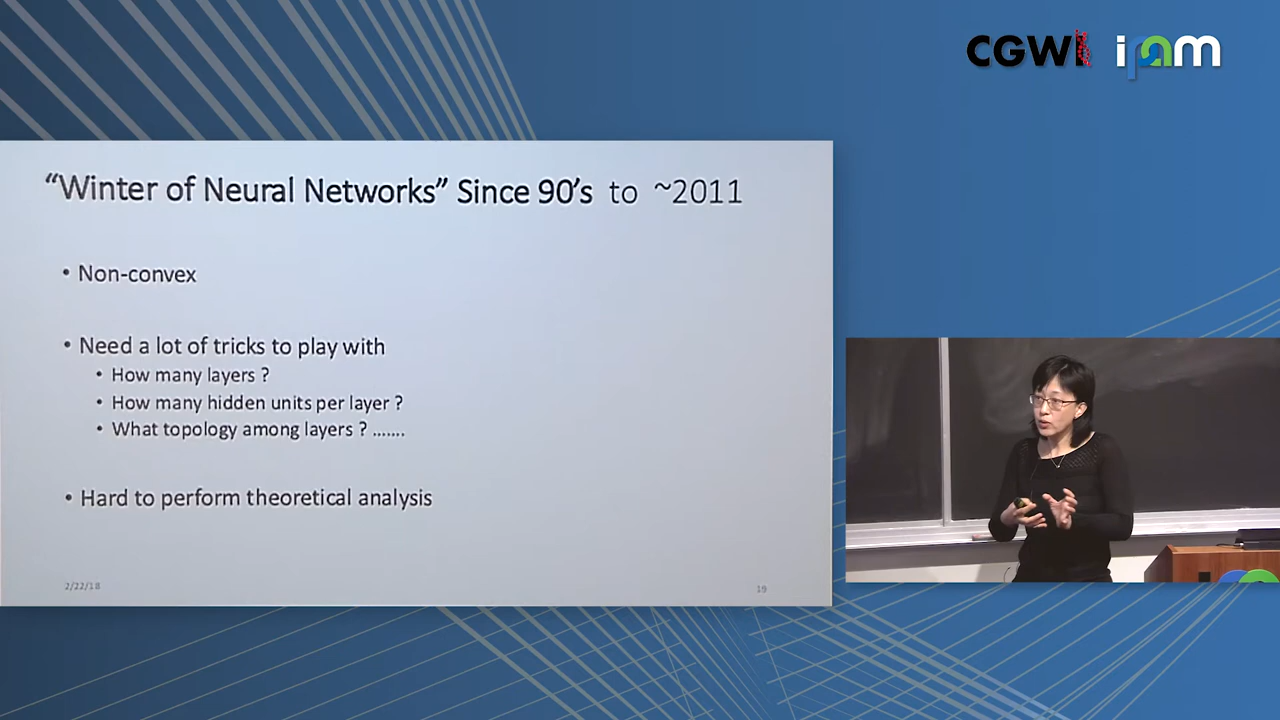 CGWI ipam
“Winter of Neural Networks” Since 90’s to ~2011
• Non-convex
• Need a lot of tricks to play with
• How many layers ?
• How many hidden units per layer ?
• What topology among layers ? .......
• Hard to perform theoretical analysis
2/22/18
19